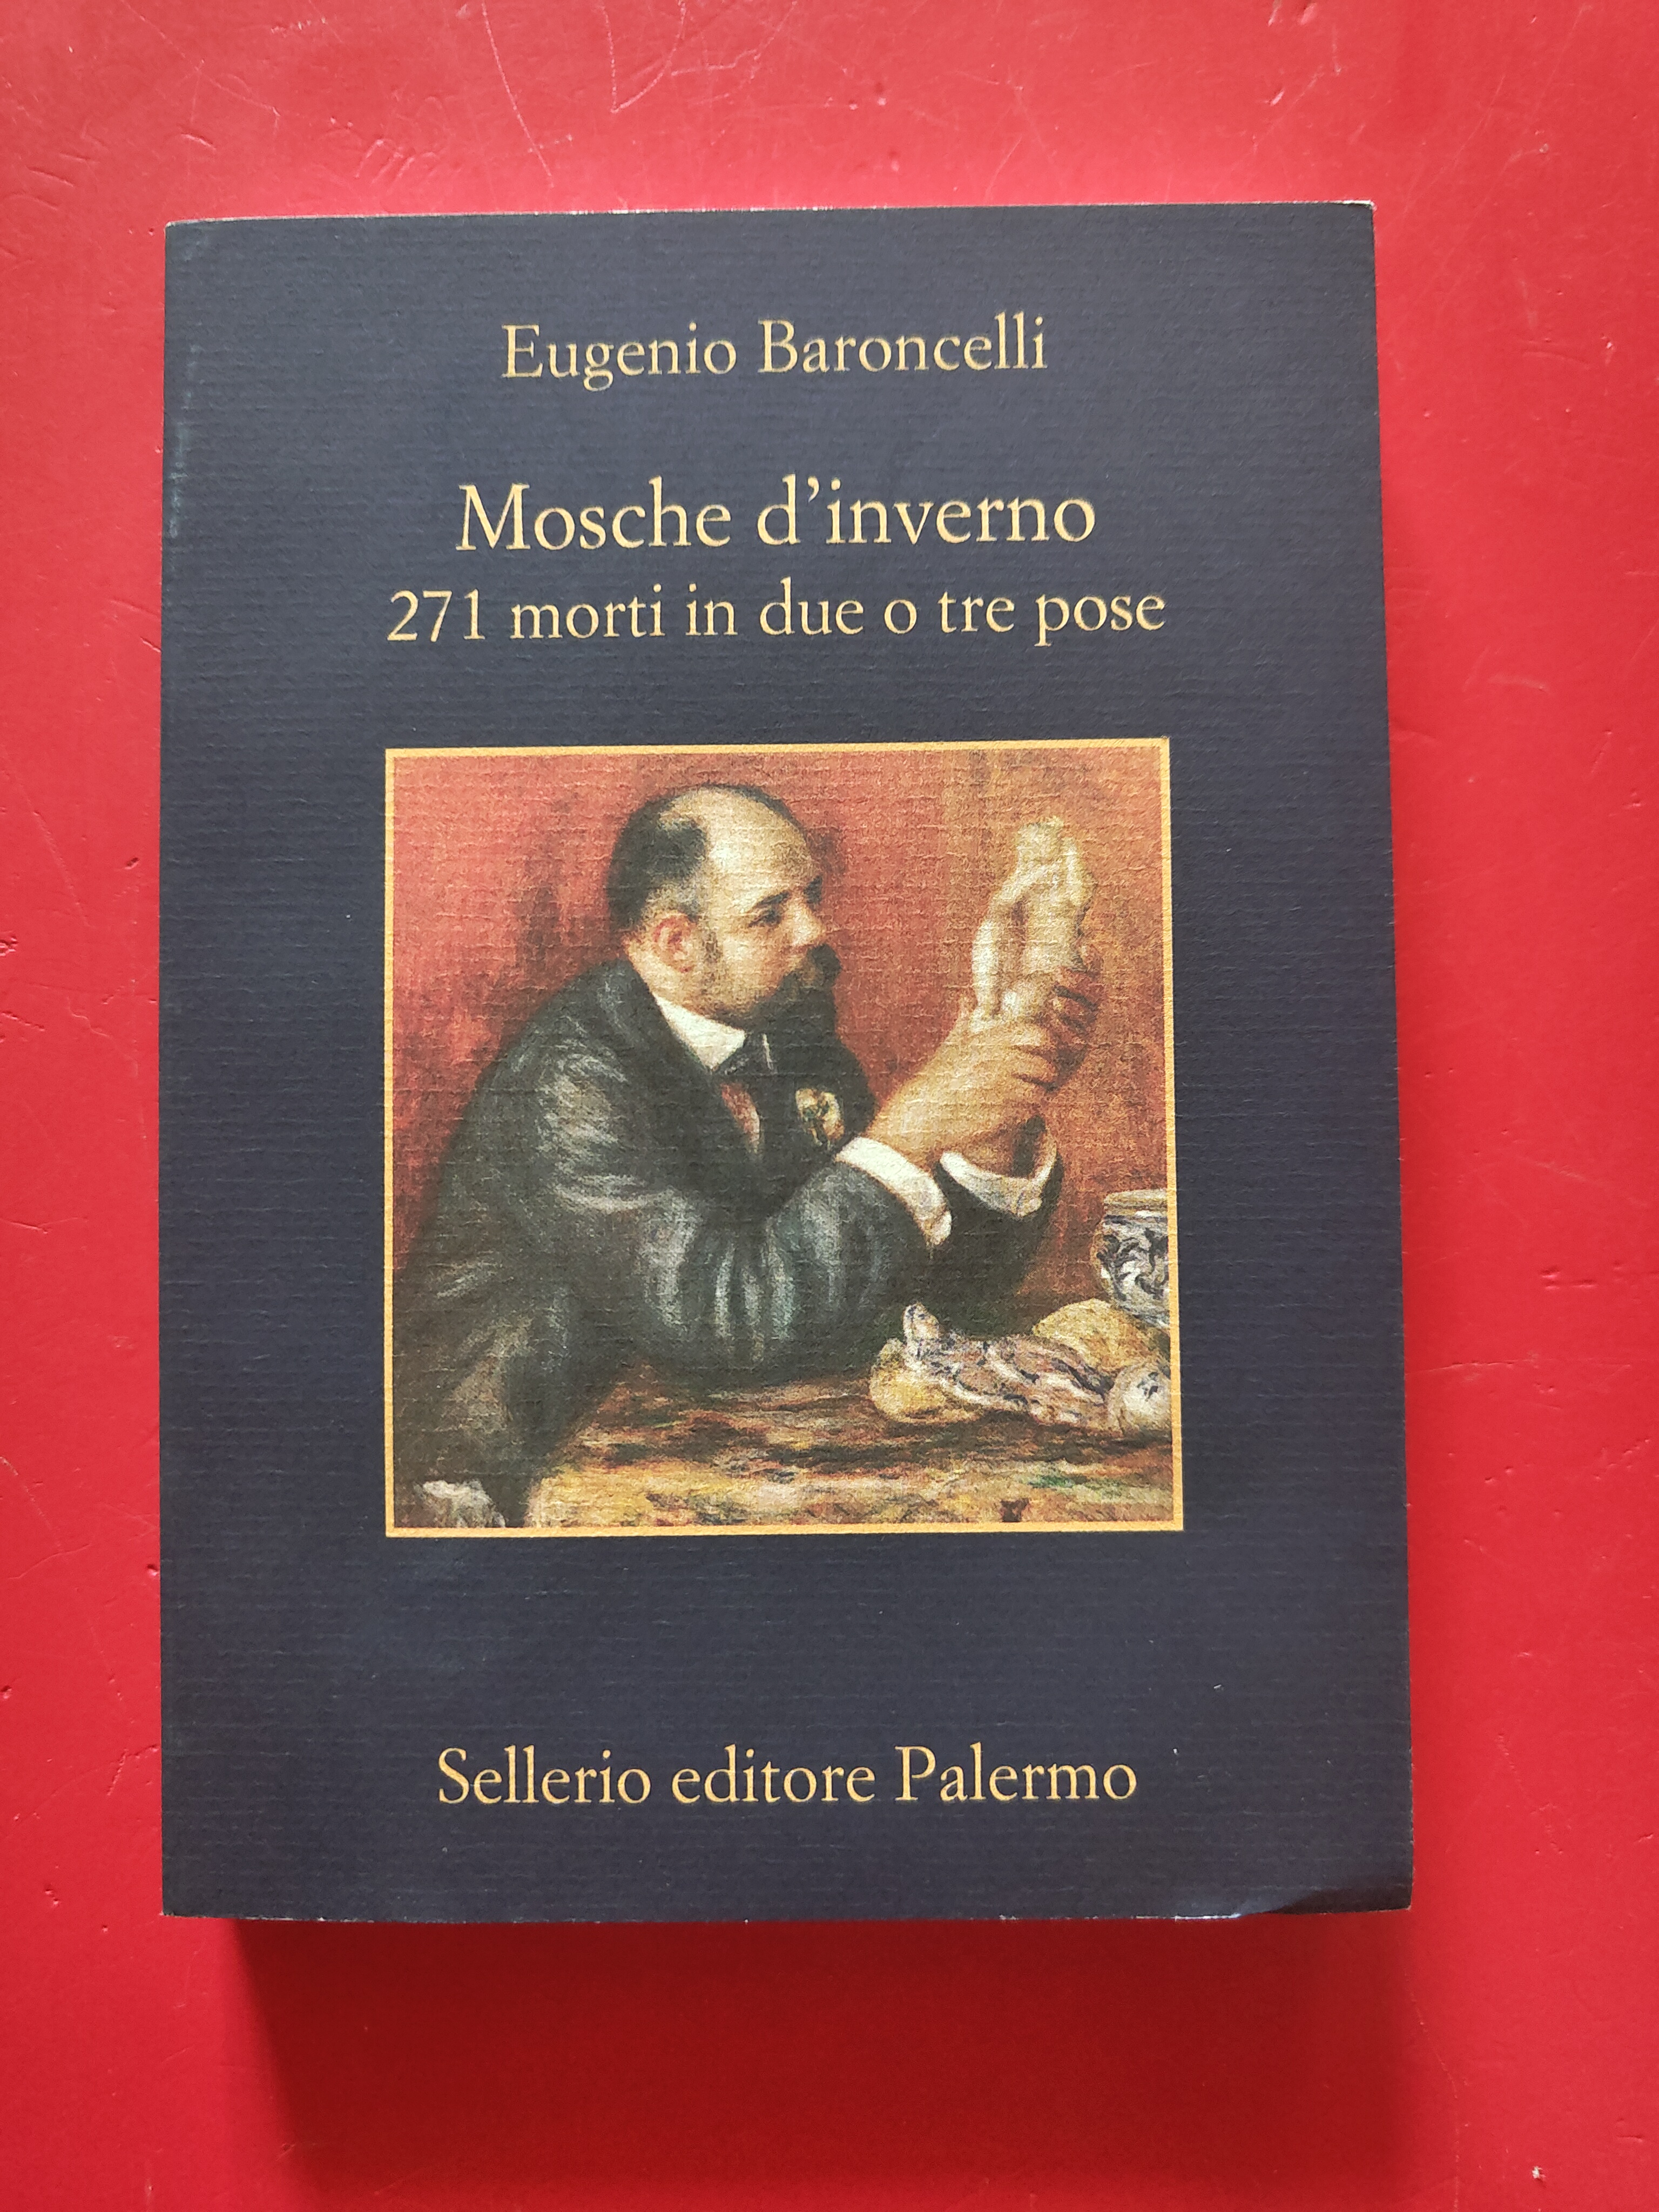 Eugenio Baroncelli
Mosche d'inverno
271 morti in due o tre pose
Sellerio editore Palermo